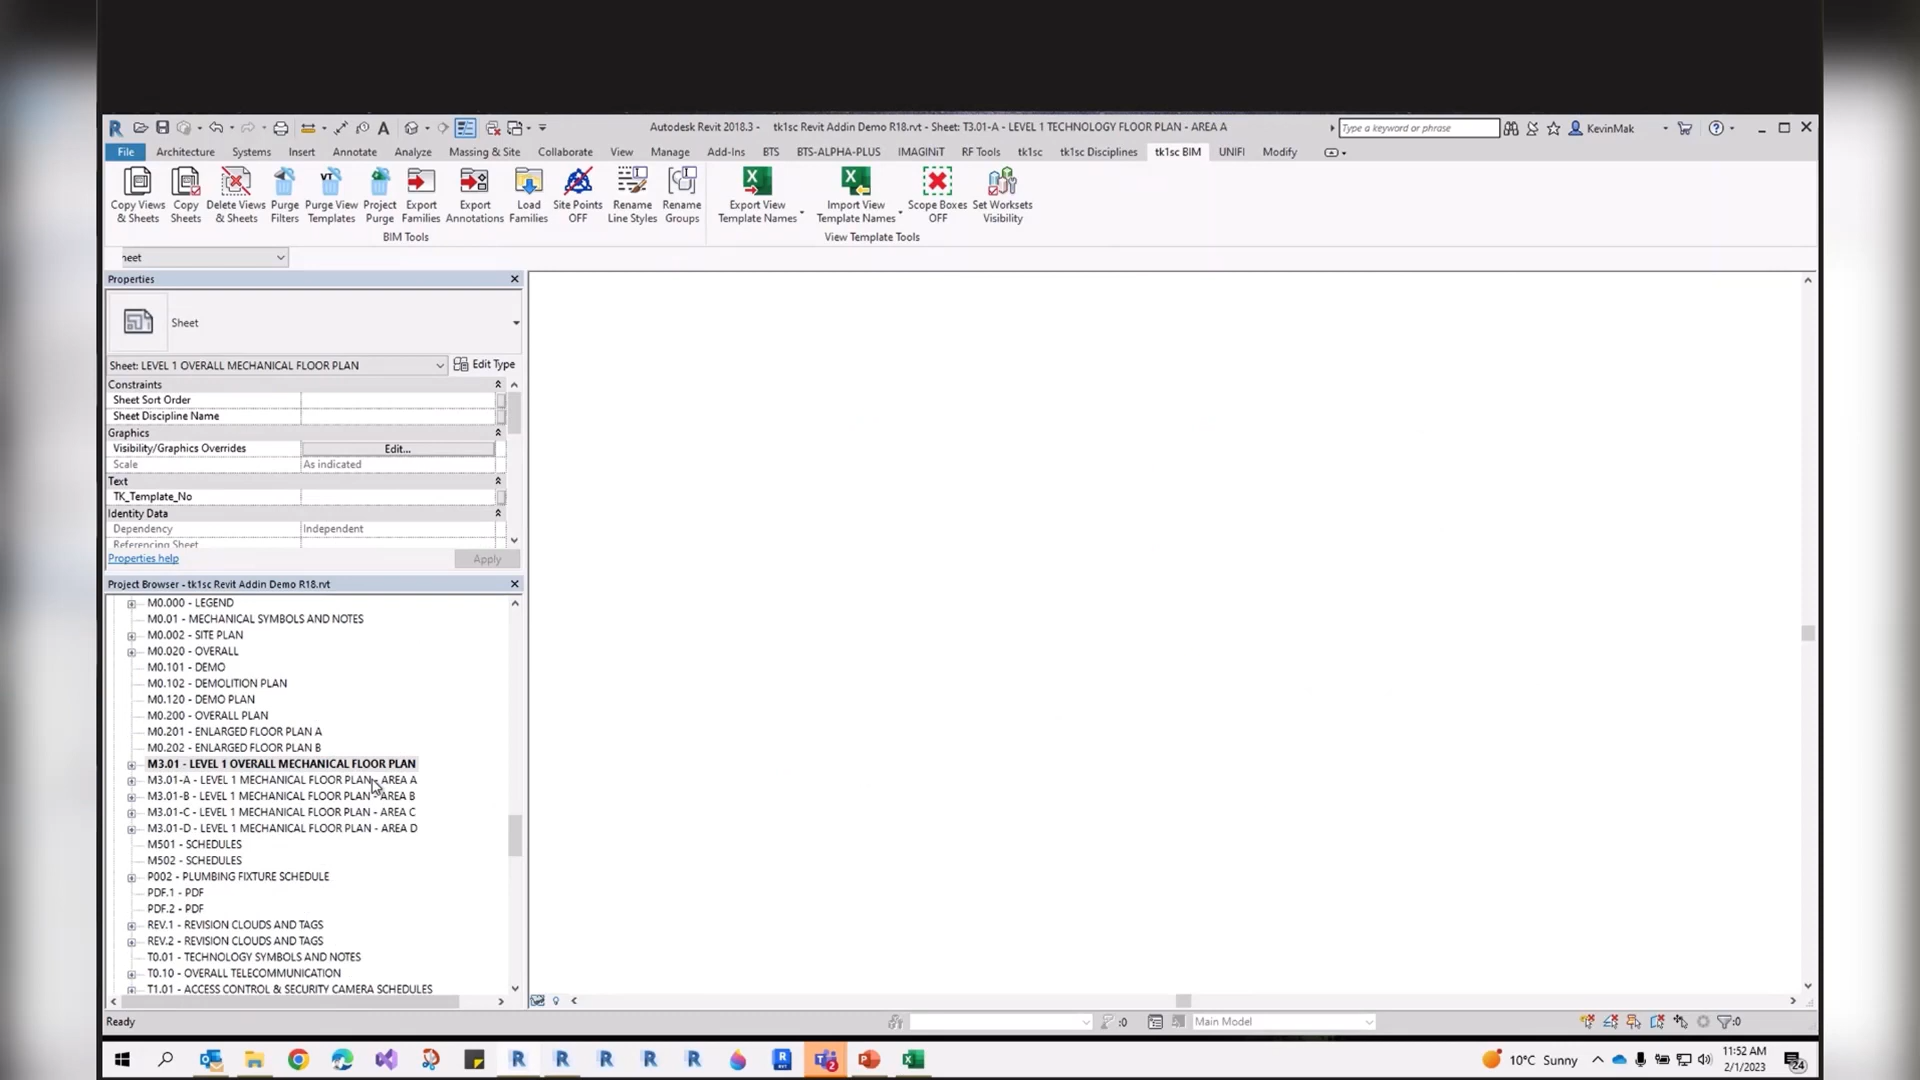 Autodesk Revit 2018.3 - tk1sc Revit Addin Demo R18.rvt - Sheet: T3.01-A - LEVEL 1 TECHNOLOGY FLOOR PLAN - AREA A
Type a keyword or phrase
KevinMak
File Architecture Systems Insert Annotate Analyze Massing & Site Collaborate View Manage Add-Ins BTS BTS-ALPHA-PLUS IMAGINiT RF Tools tk1sc tk1sc Disciplines tk1sc BIM UNIFI Modify
Copy Views & Sheets
Copy Sheets
Delete Views & Sheets
Purge Filters
Purge View Templates
Project Purge
Export Families
Export Annotations
Load Families
Site Points OFF
Rename Line Styles
Rename Groups
Export View Template Names
Import View Template Names
Scope Boxes OFF
Set Worksets Visibility
BIM Tools
View Template Tools
heet
Properties
Sheet
Sheet: LEVEL 1 OVERALL MECHANICAL FLOOR PLAN
Edit Type
Constraints
Sheet Sort Order
Sheet Discipline Name
Graphics
Visibility/Graphics Overrides Edit...
Scale As indicated
Text
TK_Template_No
Identity Data
Dependency Independent
Referencing Sheet
Properties help Apply
Project Browser - tk1sc Revit Addin Demo R18.rvt
M0.000 - LEGEND
M0.01 - MECHANICAL SYMBOLS AND NOTES
M0.002 - SITE PLAN
M0.020 - OVERALL
M0.101 - DEMO
M0.102 - DEMOLITION PLAN
M0.120 - DEMO PLAN
M0.200 - OVERALL PLAN
M0.201 - ENLARGED FLOOR PLAN A
M0.202 - ENLARGED FLOOR PLAN B
M3.01 - LEVEL 1 OVERALL MECHANICAL FLOOR PLAN
M3.01-A - LEVEL 1 MECHANICAL FLOOR PLAN - AREA A
M3.01-B - LEVEL 1 MECHANICAL FLOOR PLAN - AREA B
M3.01-C - LEVEL 1 MECHANICAL FLOOR PLAN - AREA C
M3.01-D - LEVEL 1 MECHANICAL FLOOR PLAN - AREA D
M501 - SCHEDULES
M502 - SCHEDULES
P002 - PLUMBING FIXTURE SCHEDULE
PDF.1 - PDF
PDF.2 - PDF
REV.1 - REVISION CLOUDS AND TAGS
REV.2 - REVISION CLOUDS AND TAGS
T0.01 - TECHNOLOGY SYMBOLS AND NOTES
T0.10 - OVERALL TELECOMMUNICATION
T1.01 - ACCESS CONTROL & SECURITY CAMERA SCHEDULES
Ready
:0
Main Model
:0
10°C Sunny
11:52 AM
2/1/2023
24